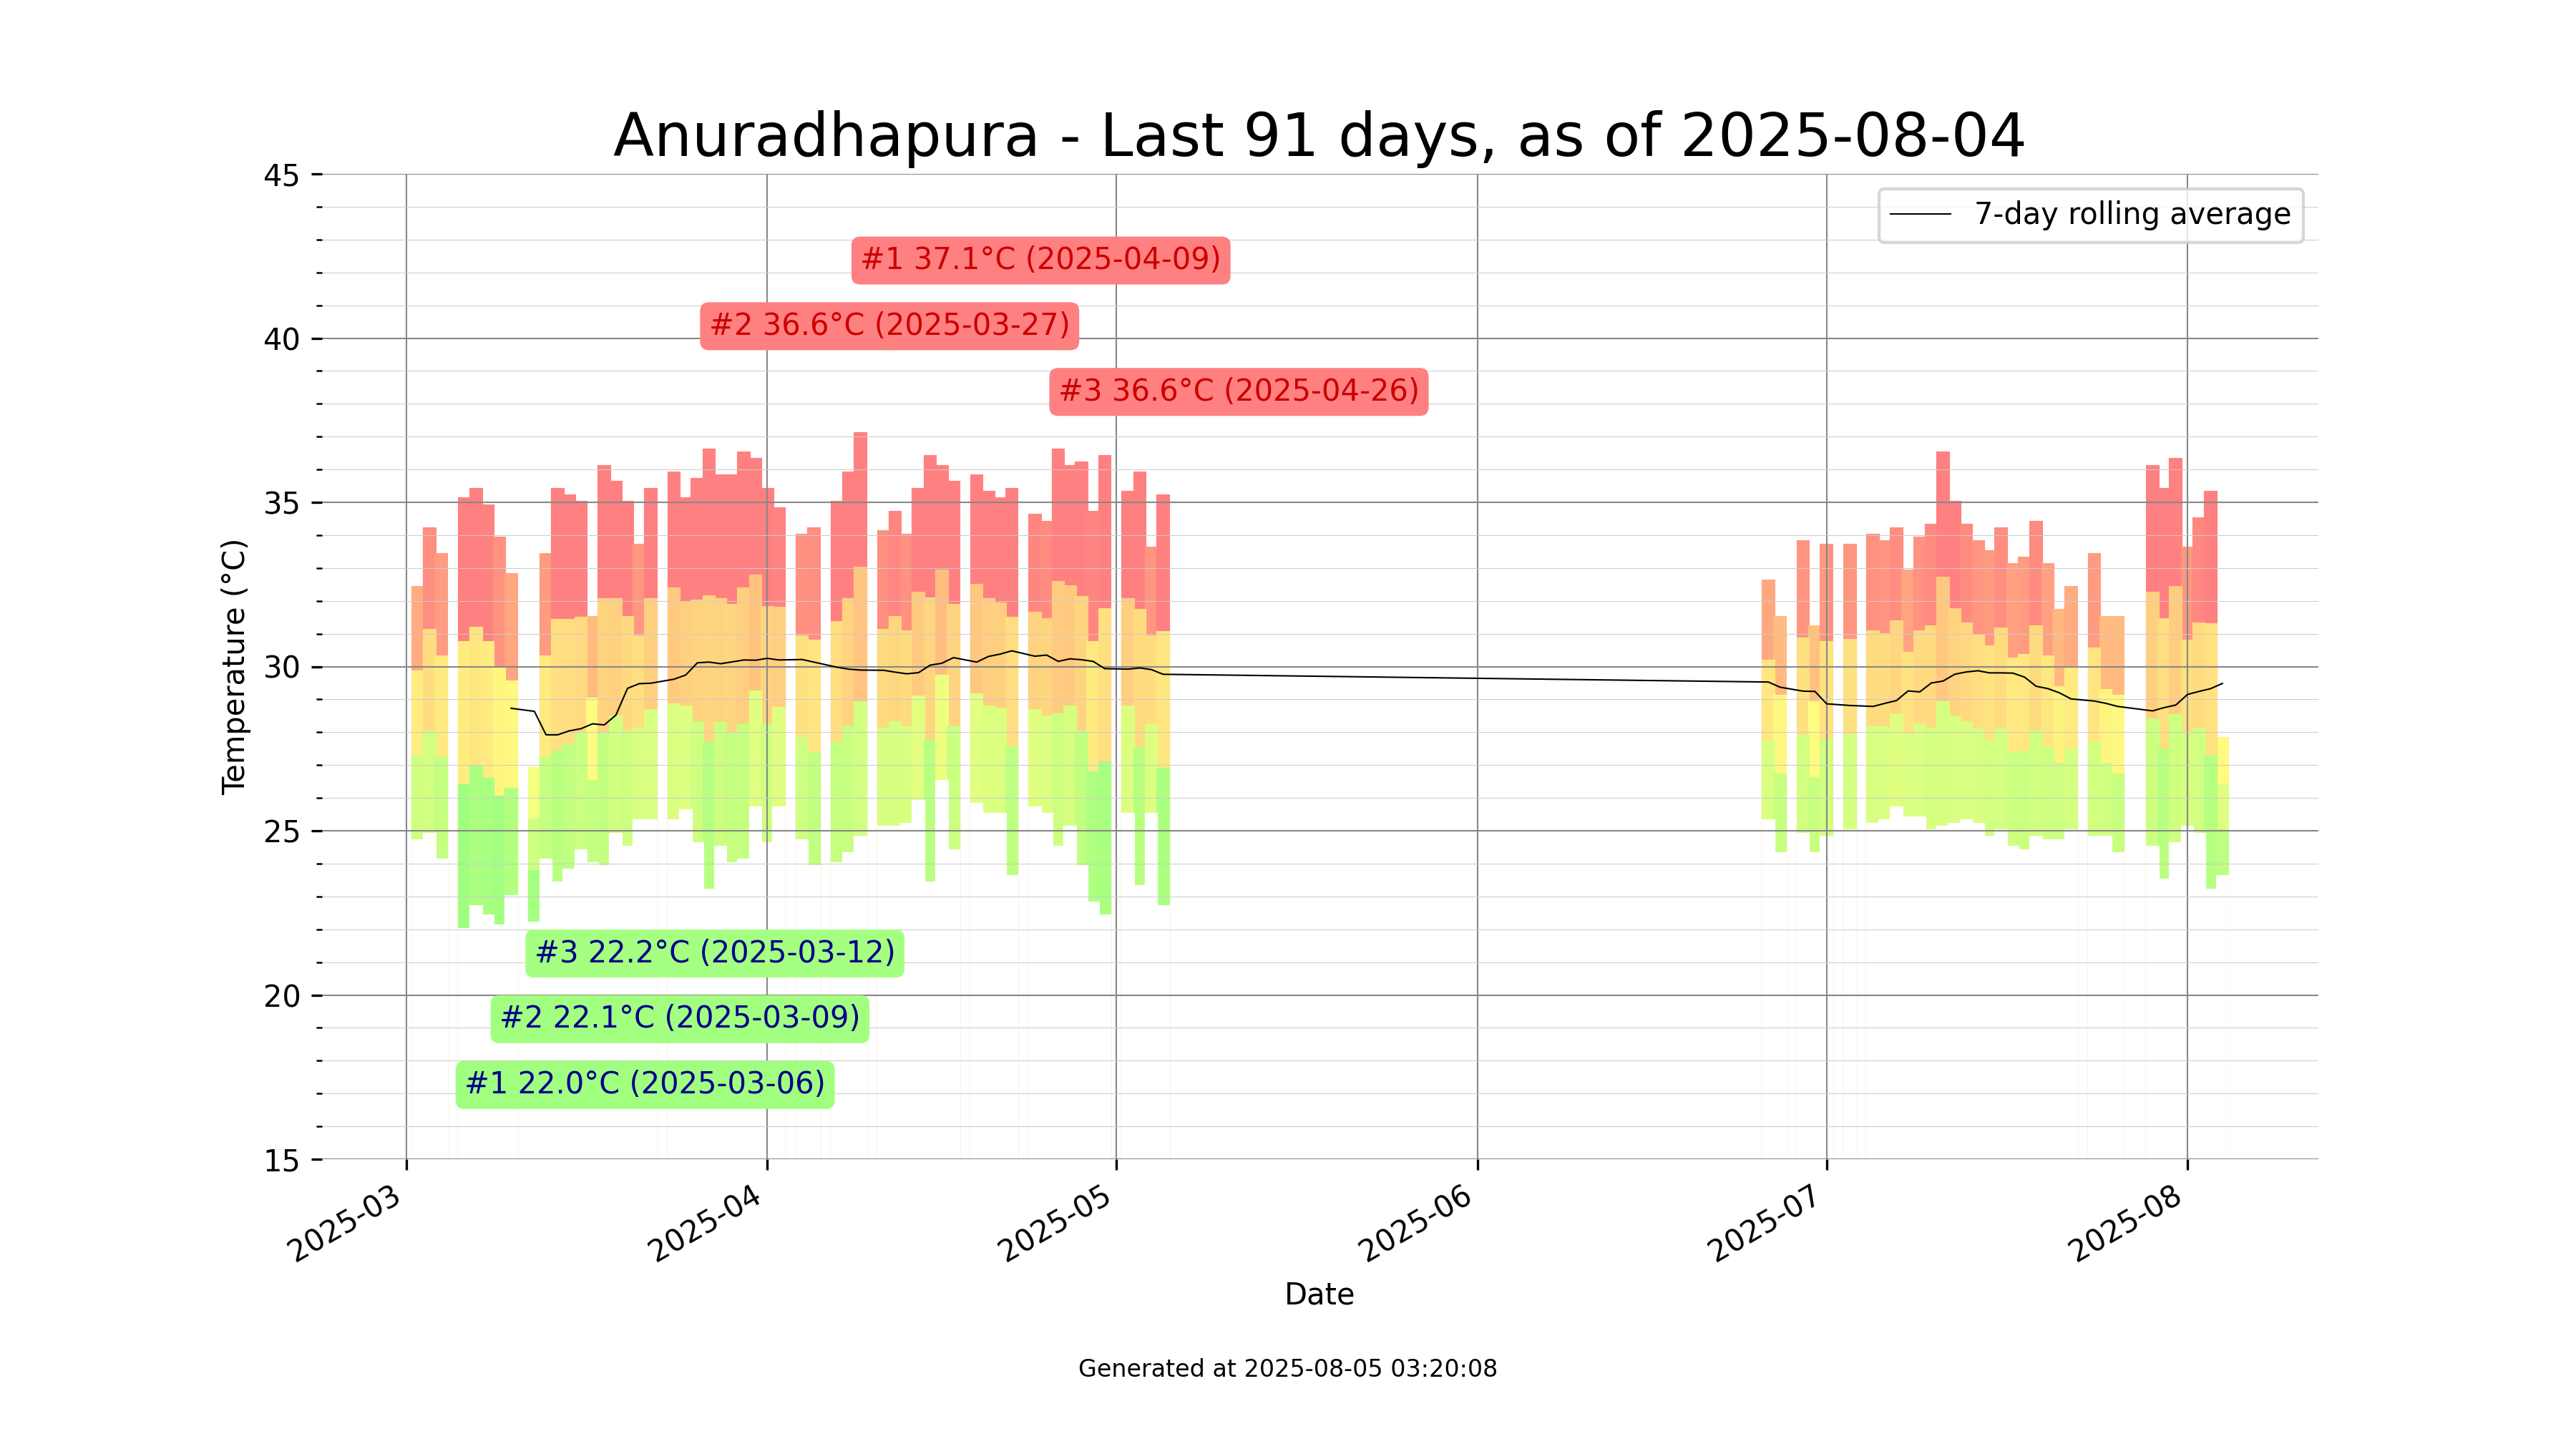 Anuradhapura - Last 91 days, as of 2025-08-04
7-day rolling average
#1 37.1°C (2025-04-09)
#2 36.6°C (2025-03-27)
#3 36.6°C (2025-04-26)
#3 22.2°C (2025-03-12)
#2 22.1°C (2025-03-09)
#1 22.0°C (2025-03-06)
Temperature (°C)
45
40
35
30
25
20
15
2025-03
2025-04
2025-05
2025-06
2025-07
2025-08
Date
Generated at 2025-08-05 03:20:08